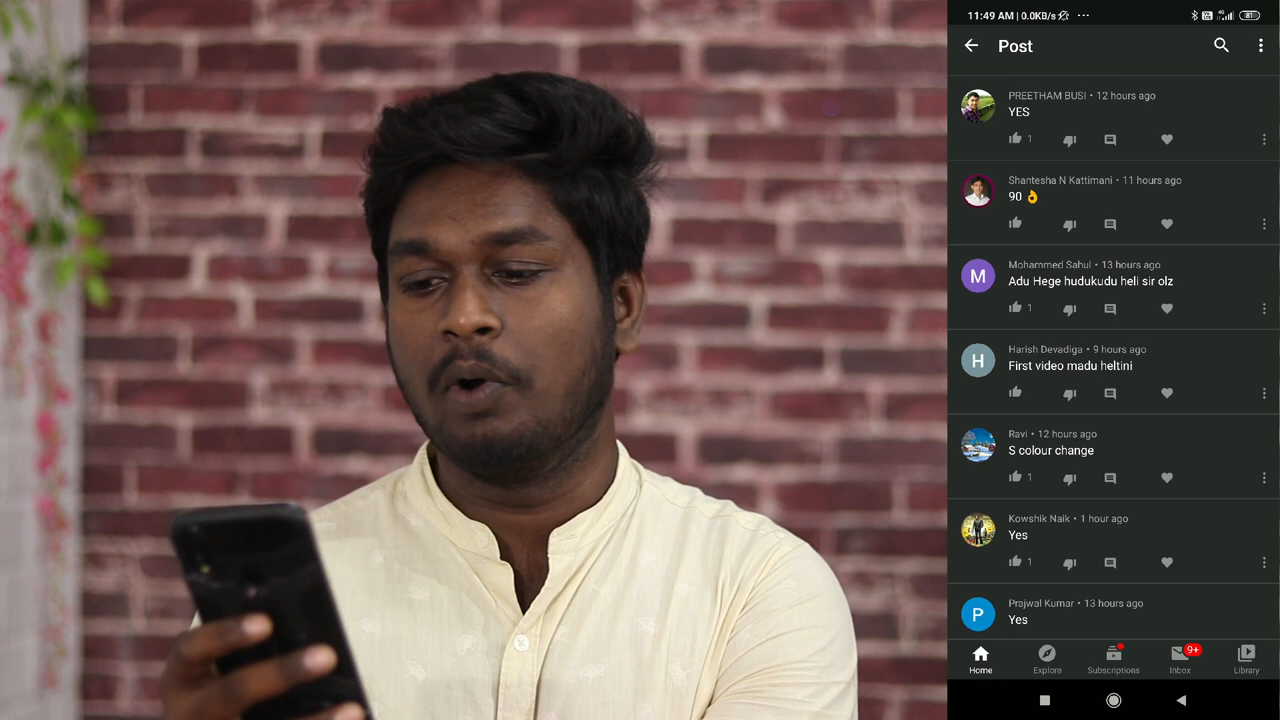 11:49 AM | 0.0KB/s ···
4G
81
Post
PREETHAM BUSI • 12 hours ago
YES
1
Shantesha N Kattimani • 11 hours ago
90 👌
Mohammed Sahul • 13 hours ago
Adu Hege hudukudu heli sir olz
1
H
Harish Devadiga • 9 hours ago
First video madu heltini
Ravi • 12 hours ago
S colour change
1
Kowshik Naik • 1 hour ago
Yes
1
P
Prajwal Kumar • 13 hours ago
Yes
9+
Home Explore Subscriptions Inbox Library